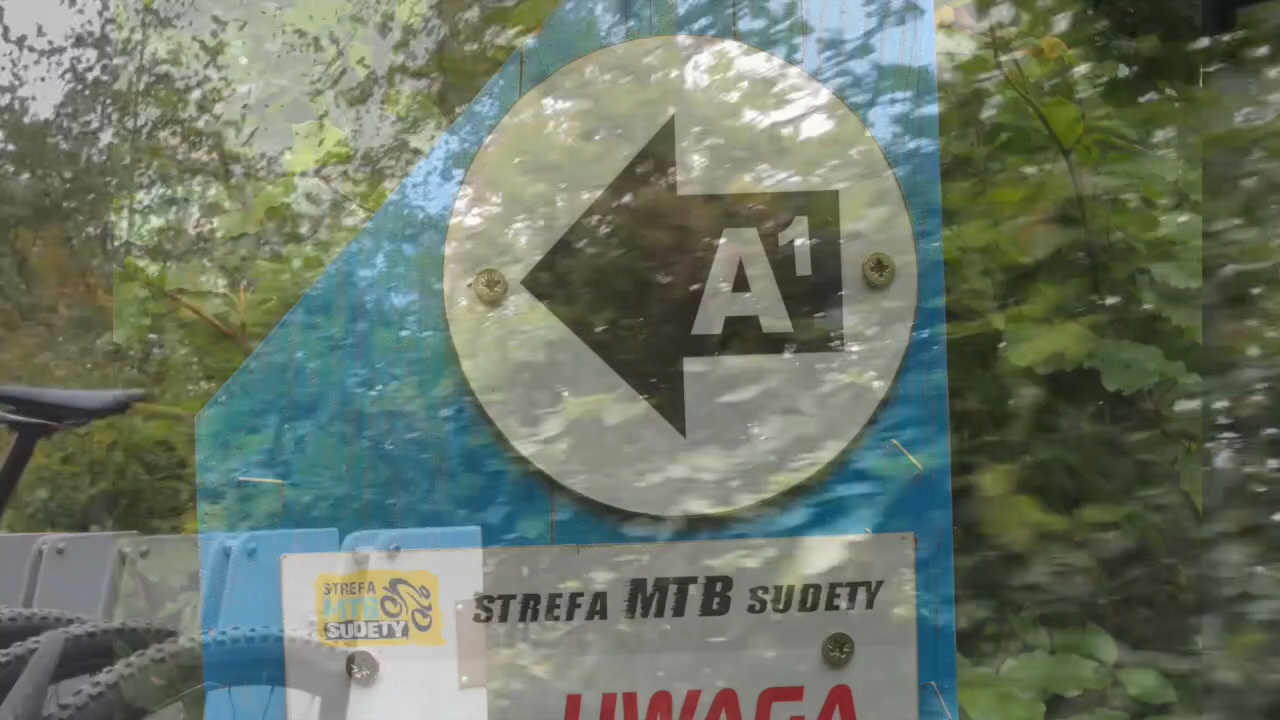 A¹
STREFA
MTB
SUDETY
STREFA MTB SUDETY
UWAGA